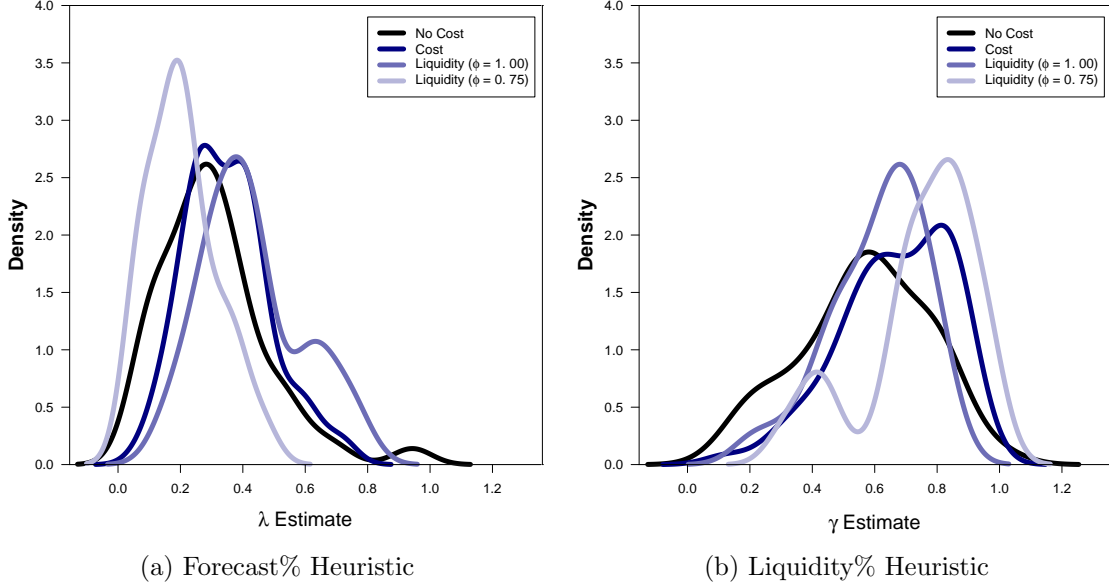 4.0
3.5
3.0
2.5
2.0
1.5
1.0
0.5
0.0
Density
No Cost
Cost
Liquidity (ϕ = 1. 00)
Liquidity (ϕ = 0. 75)
0.0 0.2 0.4 0.6 0.8 1.0 1.2
λ Estimate
(a) Forecast% Heuristic
4.0
3.5
3.0
2.5
2.0
1.5
1.0
0.5
0.0
Density
No Cost
Cost
Liquidity (ϕ = 1. 00)
Liquidity (ϕ = 0. 75)
0.0 0.2 0.4 0.6 0.8 1.0 1.2
γ Estimate
(b) Liquidity% Heuristic